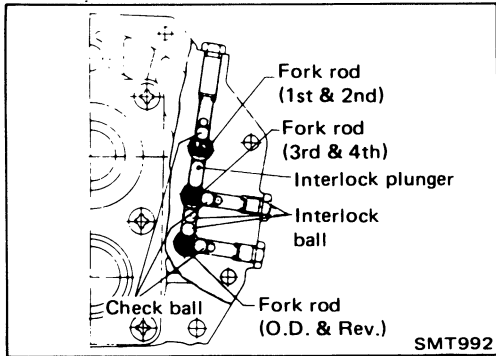 Fork rod
(1st & 2nd)
Fork rod
(3rd & 4th)
Interlock plunger
Interlock
ball
Check ball
Fork rod
(O.D. & Rev.)
SMT992